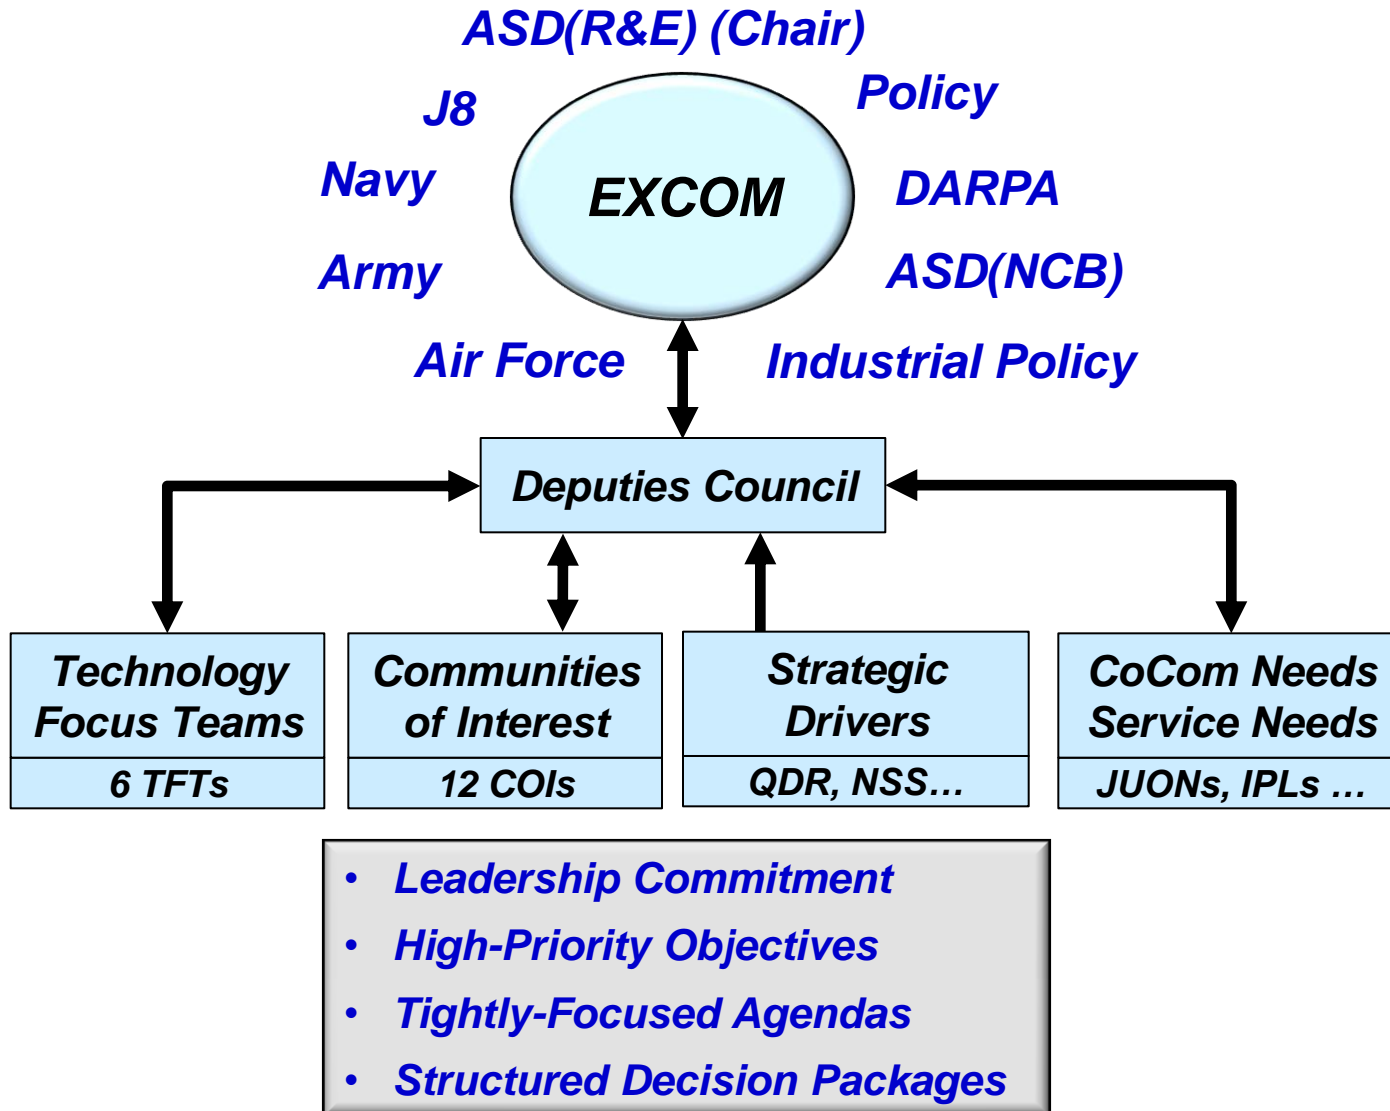 ASD(R&E) (Chair)
J8
Policy
Navy
EXCOM
DARPA
Army
ASD(NCB)
Air Force
Industrial Policy
Deputies Council
Technology
Focus Teams
6 TFTs
Communities
of Interest
12 COIs
Strategic
Drivers
QDR, NSS…
CoCom Needs
Service Needs
JUONs, IPLs …
• Leadership Commitment
• High-Priority Objectives
• Tightly-Focused Agendas
• Structured Decision Packages